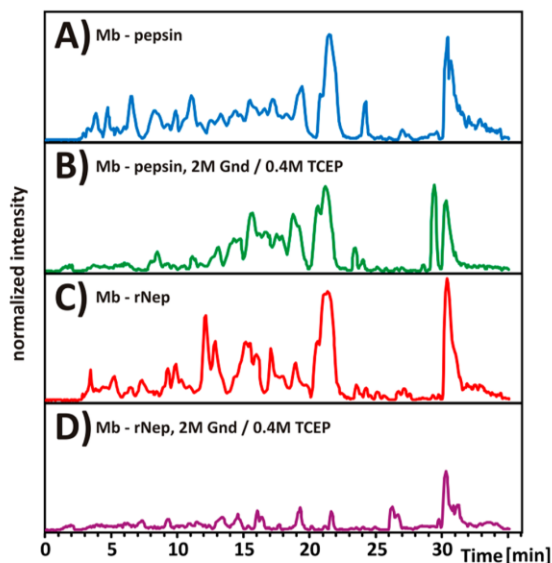 A) Mb - pepsin
B) Mb - pepsin, 2M Gnd / 0.4M TCEP
C) Mb - rNep
D) Mb - rNep, 2M Gnd / 0.4M TCEP
normalized intensity
0 5 10 15 20 25 30 Time [min]